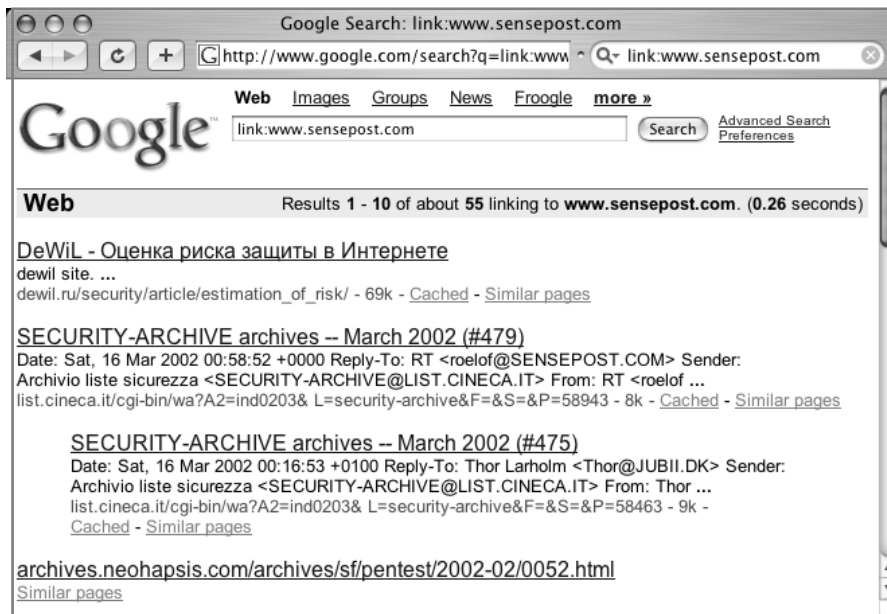 Google Search: link:www.sensepost.com
G http://www.google.com/search?q=link:www
link:www.sensepost.com
Google™
Web Images Groups News Froogle more »
link:www.sensepost.com
Search
Advanced Search
Preferences
Web Results 1 - 10 of about 55 linking to www.sensepost.com. (0.26 seconds)
DeWiL - Оценка риска защиты в Интернете
dewil site. ...
dewil.ru/security/article/estimation_of_risk/ - 69k - Cached - Similar pages
SECURITY-ARCHIVE archives -- March 2002 (#479)
Date: Sat, 16 Mar 2002 00:58:52 +0000 Reply-To: RT <roelof@SENSEPOST.COM> Sender:
Archivio liste sicurezza <SECURITY-ARCHIVE@LIST.CINECA.IT> From: RT <roelof ...
list.cineca.it/cgi-bin/wa?A2=ind0203& L=security-archive&F=&S=&P=58943 - 8k - Cached - Similar pages
SECURITY-ARCHIVE archives -- March 2002 (#475)
Date: Sat, 16 Mar 2002 00:16:53 +0100 Reply-To: Thor Larholm <Thor@JUBII.DK> Sender:
Archivio liste sicurezza <SECURITY-ARCHIVE@LIST.CINECA.IT> From: Thor ...
list.cineca.it/cgi-bin/wa?A2=ind0203& L=security-archive&F=&S=&P=58463 - 9k -
Cached - Similar pages
archives.neohapsis.com/archives/sf/pentest/2002-02/0052.html
Similar pages